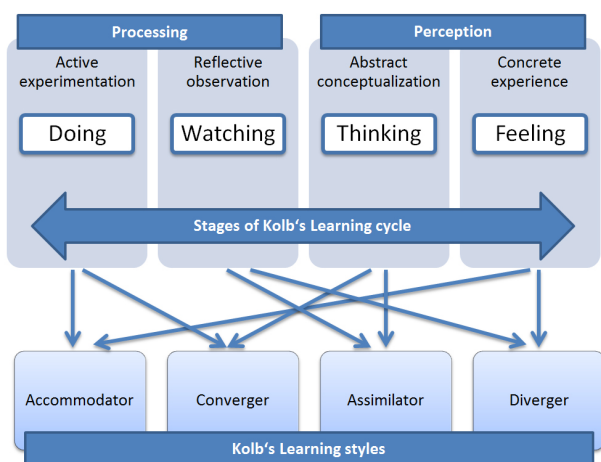 Processing
Perception
Active
experimentation
Reflective
observation
Abstract
conceptualization
Concrete
experience
Doing
Watching
Thinking
Feeling
Stages of Kolb‘s Learning cycle
Accommodator
Converger
Assimilator
Diverger
Kolb‘s Learning styles